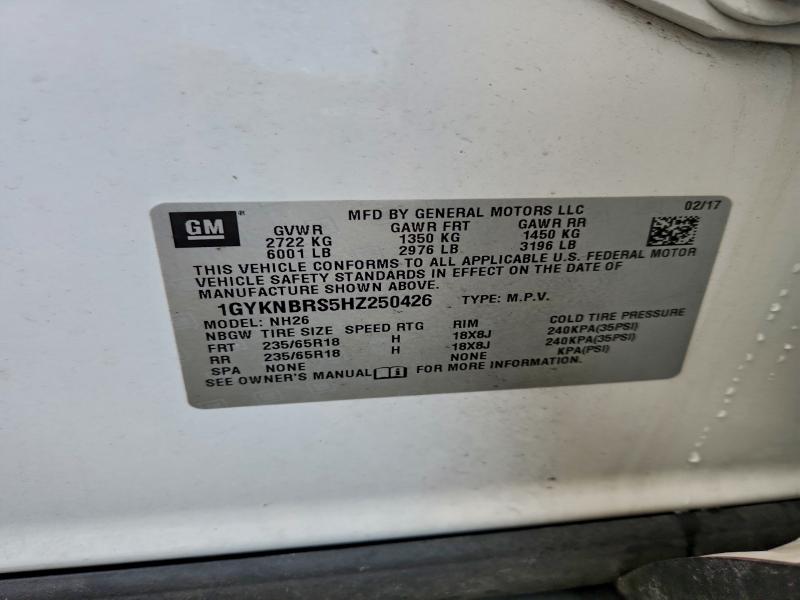 GM® MFD BY GENERAL MOTORS LLC 02/17
GVWR GAWR FRT GAWR RR
2722 KG 1350 KG 1450 KG
6001 LB 2976 LB 3196 LB
THIS VEHICLE CONFORMS TO ALL APPLICABLE U.S. FEDERAL MOTOR
VEHICLE SAFETY STANDARDS IN EFFECT ON THE DATE OF
MANUFACTURE SHOWN ABOVE.
1GYKNBRS5HZ250426 TYPE: M.P.V.
MODEL: NH26
NBGW TIRE SIZE SPEED RTG RIM COLD TIRE PRESSURE
FRT 235/65R18 H 18X8J 240KPA(35PSI)
RR 235/65R18 H 18X8J 240KPA(35PSI)
SPA NONE NONE KPA(PSI)
SEE OWNER'S MANUAL FOR MORE INFORMATION.